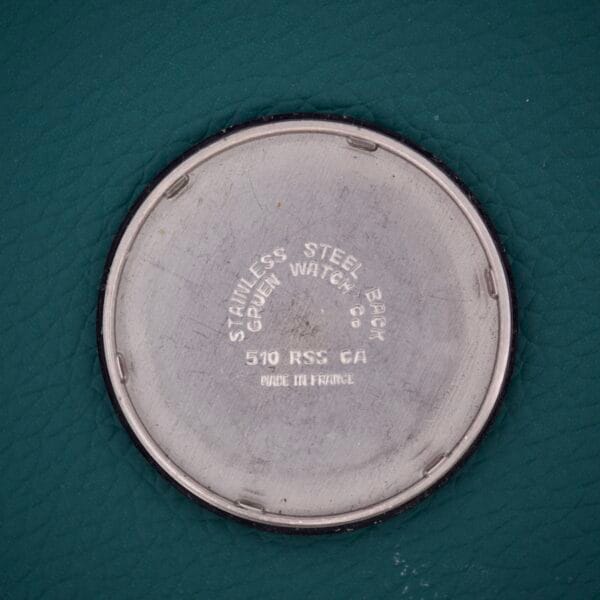 STAINLESS STEEL BACK
GRUEN WATCH Co
510 RSS CA
MADE IN FRANCE